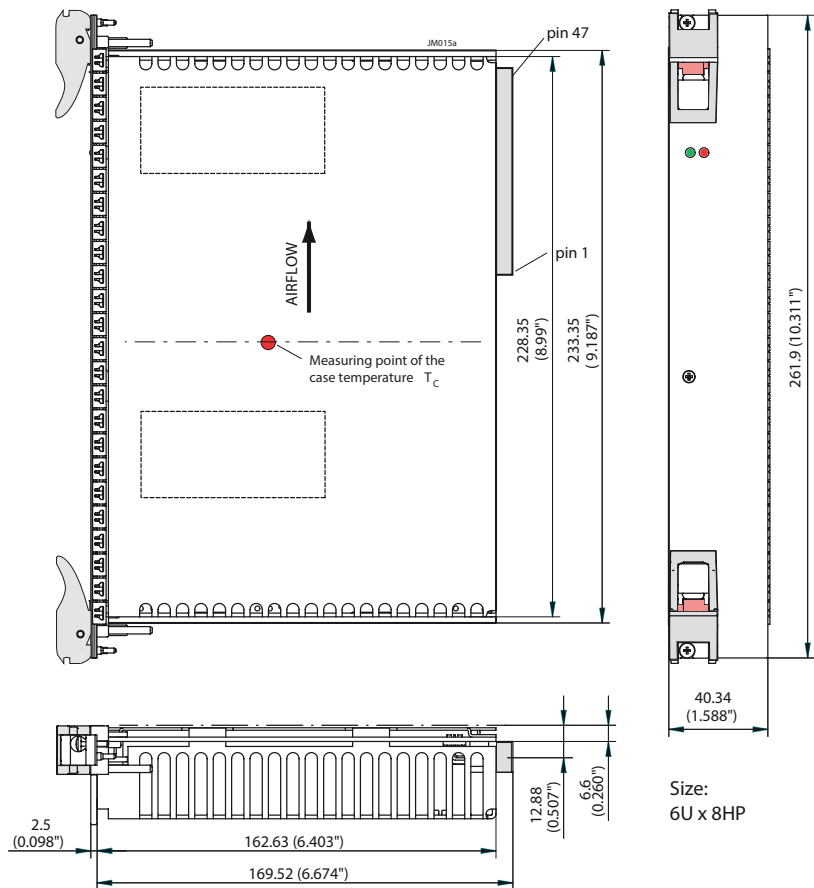 JM015a
pin 47
AIRFLOW
pin 1
Measuring point of the
case temperature T_C
228.35
(8.99")
233.35
( 9.187")
261.9 (10.311")
40.34
(1.588")
12.88
(0.507")
6.6
(0.260")
2.5
(0.098")
162.63 (6.403")
169.52 (6.674")
Size:
6U x 8HP